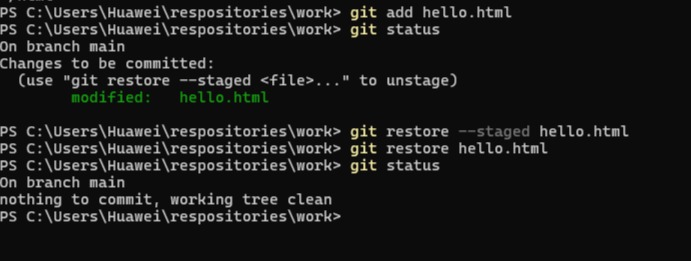 PS C:\Users\Huawei\respositories\work> git add hello.html
PS C:\Users\Huawei\respositories\work> git status
On branch main
Changes to be committed:
  (use "git restore --staged <file>..." to unstage)
        modified:   hello.html

PS C:\Users\Huawei\respositories\work> git restore --staged hello.html
PS C:\Users\Huawei\respositories\work> git restore hello.html
PS C:\Users\Huawei\respositories\work> git status
On branch main
nothing to commit, working tree clean
PS C:\Users\Huawei\respositories\work>